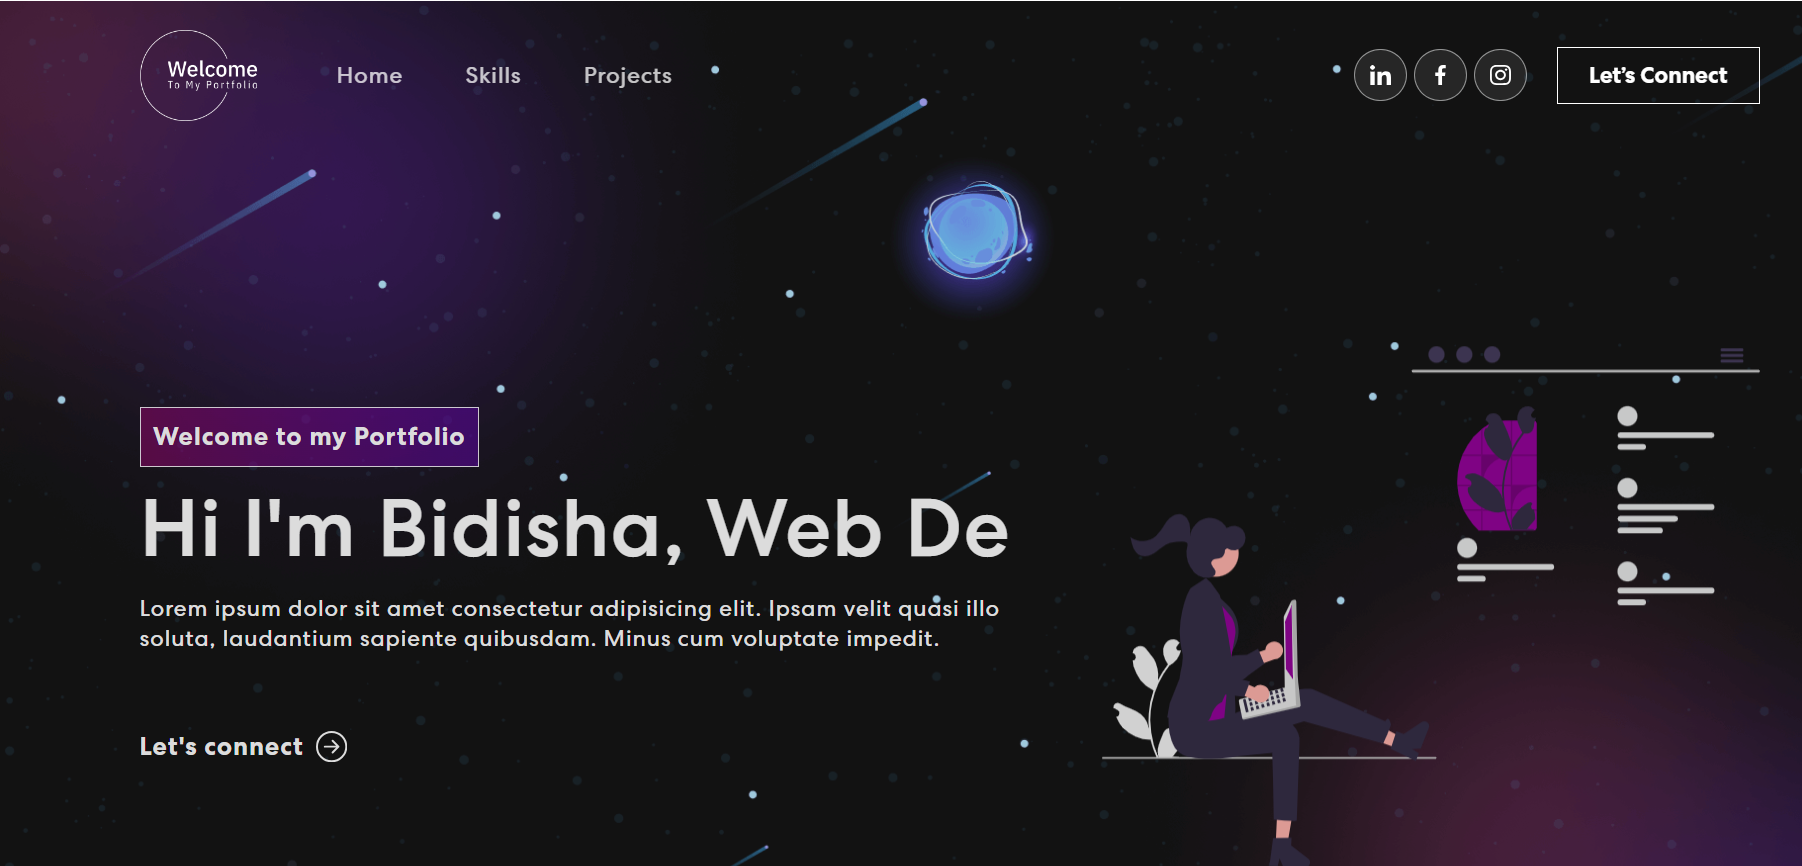 Welcome
To My Portfolio
Home
Skills
Projects
in
f
Let’s Connect
Welcome to my Portfolio
Hi I'm Bidisha, Web De
Lorem ipsum dolor sit amet consectetur adipisicing elit. Ipsam velit quasi illo
soluta, laudantium sapiente quibusdam. Minus cum voluptate impedit.
Let's connect